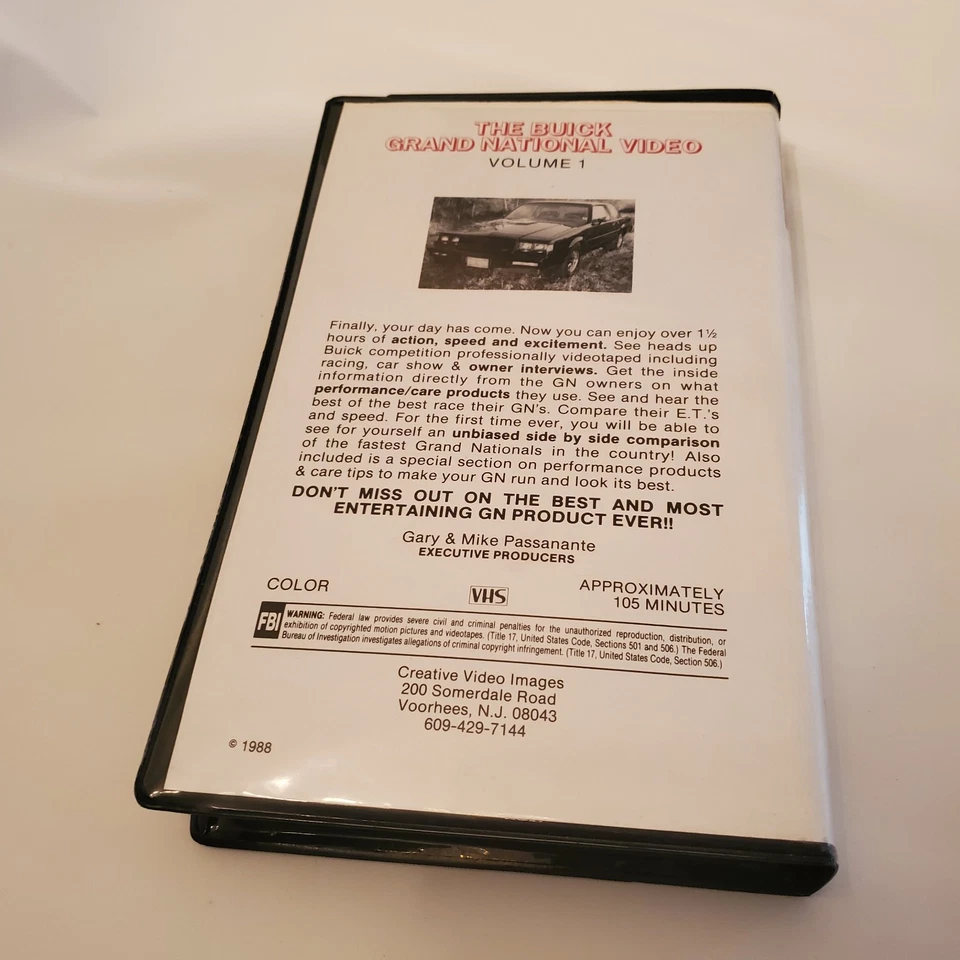 THE BUICK
GRAND NATIONAL VIDEO
VOLUME 1
Finally, your day has come. Now you can enjoy over 1½
hours of action, speed and excitement. See heads up
Buick competition professionally videotaped including
racing, car show & owner interviews. Get the inside
information directly from the GN owners on what
performance/care products they use. See and hear the
best of the best race their GN's. Compare their E.T.'s
and speed. For the first time ever, you will be able to
see for yourself an unbiased side by side comparison
of the fastest Grand Nationals in the country! Also
included is a special section on performance products
& care tips to make your GN run and look its best.
DON'T MISS OUT ON THE BEST AND MOST
ENTERTAINING GN PRODUCT EVER!!
Gary & Mike Passanante
EXECUTIVE PRODUCERS
COLOR
VHS
APPROXIMATELY
105 MINUTES
FBI
WARNING: Federal law provides severe civil and criminal penalties for the unauthorized reproduction, distribution, or
exhibition of copyrighted motion pictures and videotapes. (Title 17, United States Code, Sections 501 and 506.) The Federal
Bureau of Investigation investigates allegations of criminal copyright infringement. (Title 17, United States Code, Section 506.)
Creative Video Images
200 Somerdale Road
Voorhees, N.J. 08043
609-429-7144
© 1988